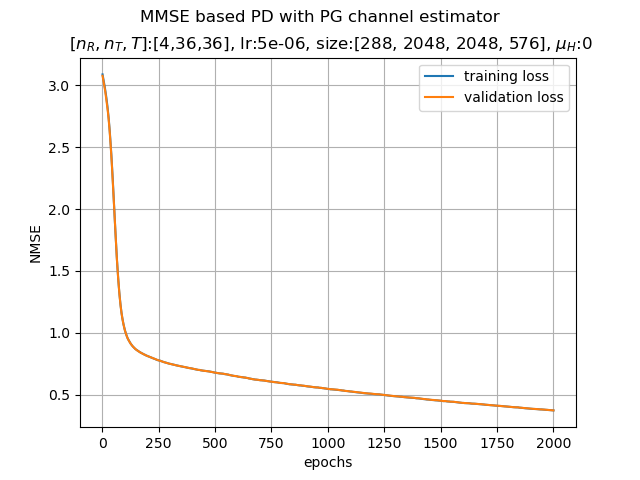 MMSE based PD with PG channel estimator
[n_R, n_T, T]:[4,36,36], lr:5e-06, size:[288, 2048, 2048, 576], μ_H:0
training loss
validation loss
NMSE
3.0
2.5
2.0
1.5
1.0
0.5
0 250 500 750 1000 1250 1500 1750 2000
epochs